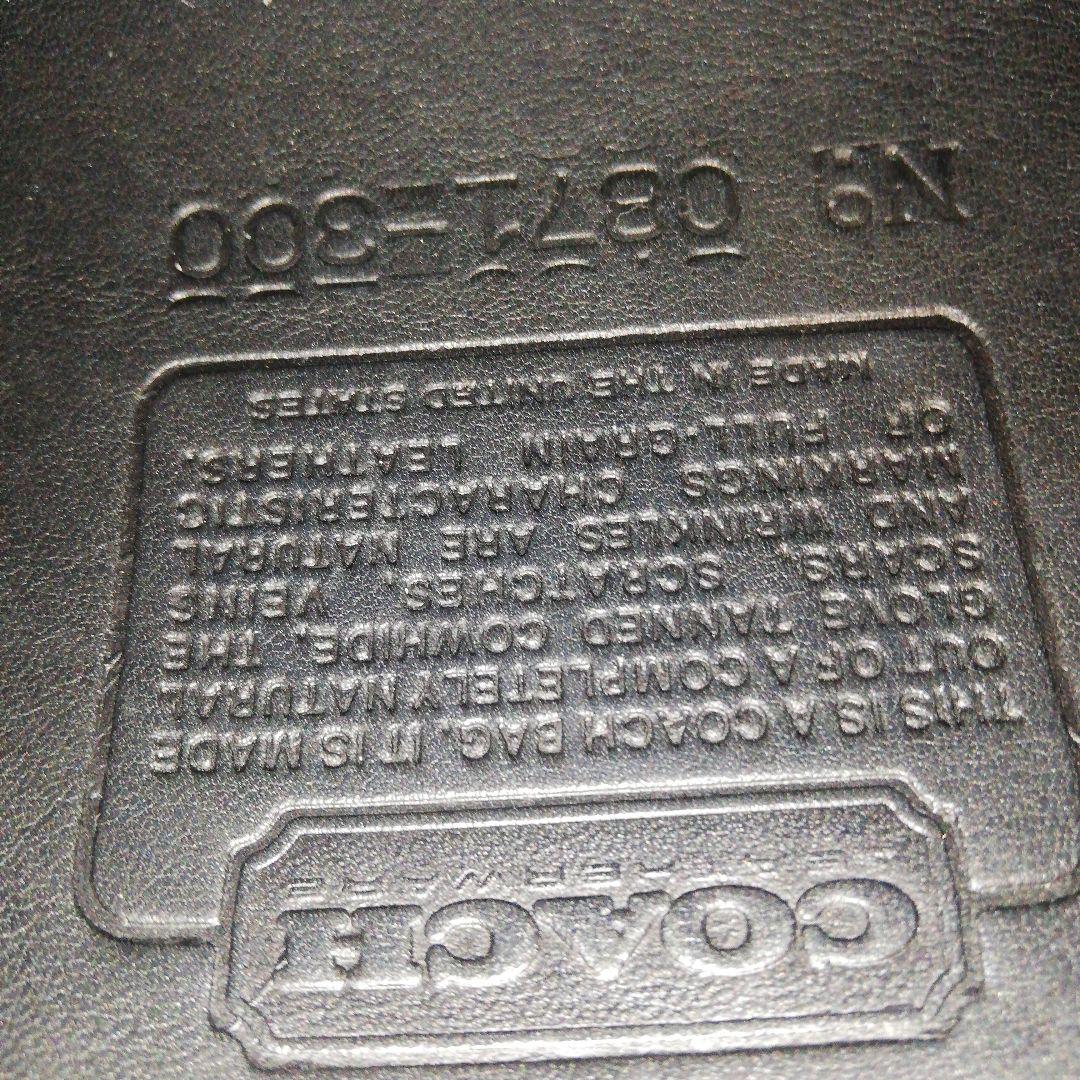 COACH
LEATHERWARE
THIS IS A COACH BAG. IT IS MADE
OUT OF A COMPLETELY NATURAL
GLOVE TANNED COWHIDE. THE
SCARS, SCRATCHES, VEINS
AND WRINKLES ARE NATURAL
MARKINGS CHARACTERISTIC
OF FULL-GRAIN LEATHERS.
MADE IN THE UNITED STATES
Nº 0871-300